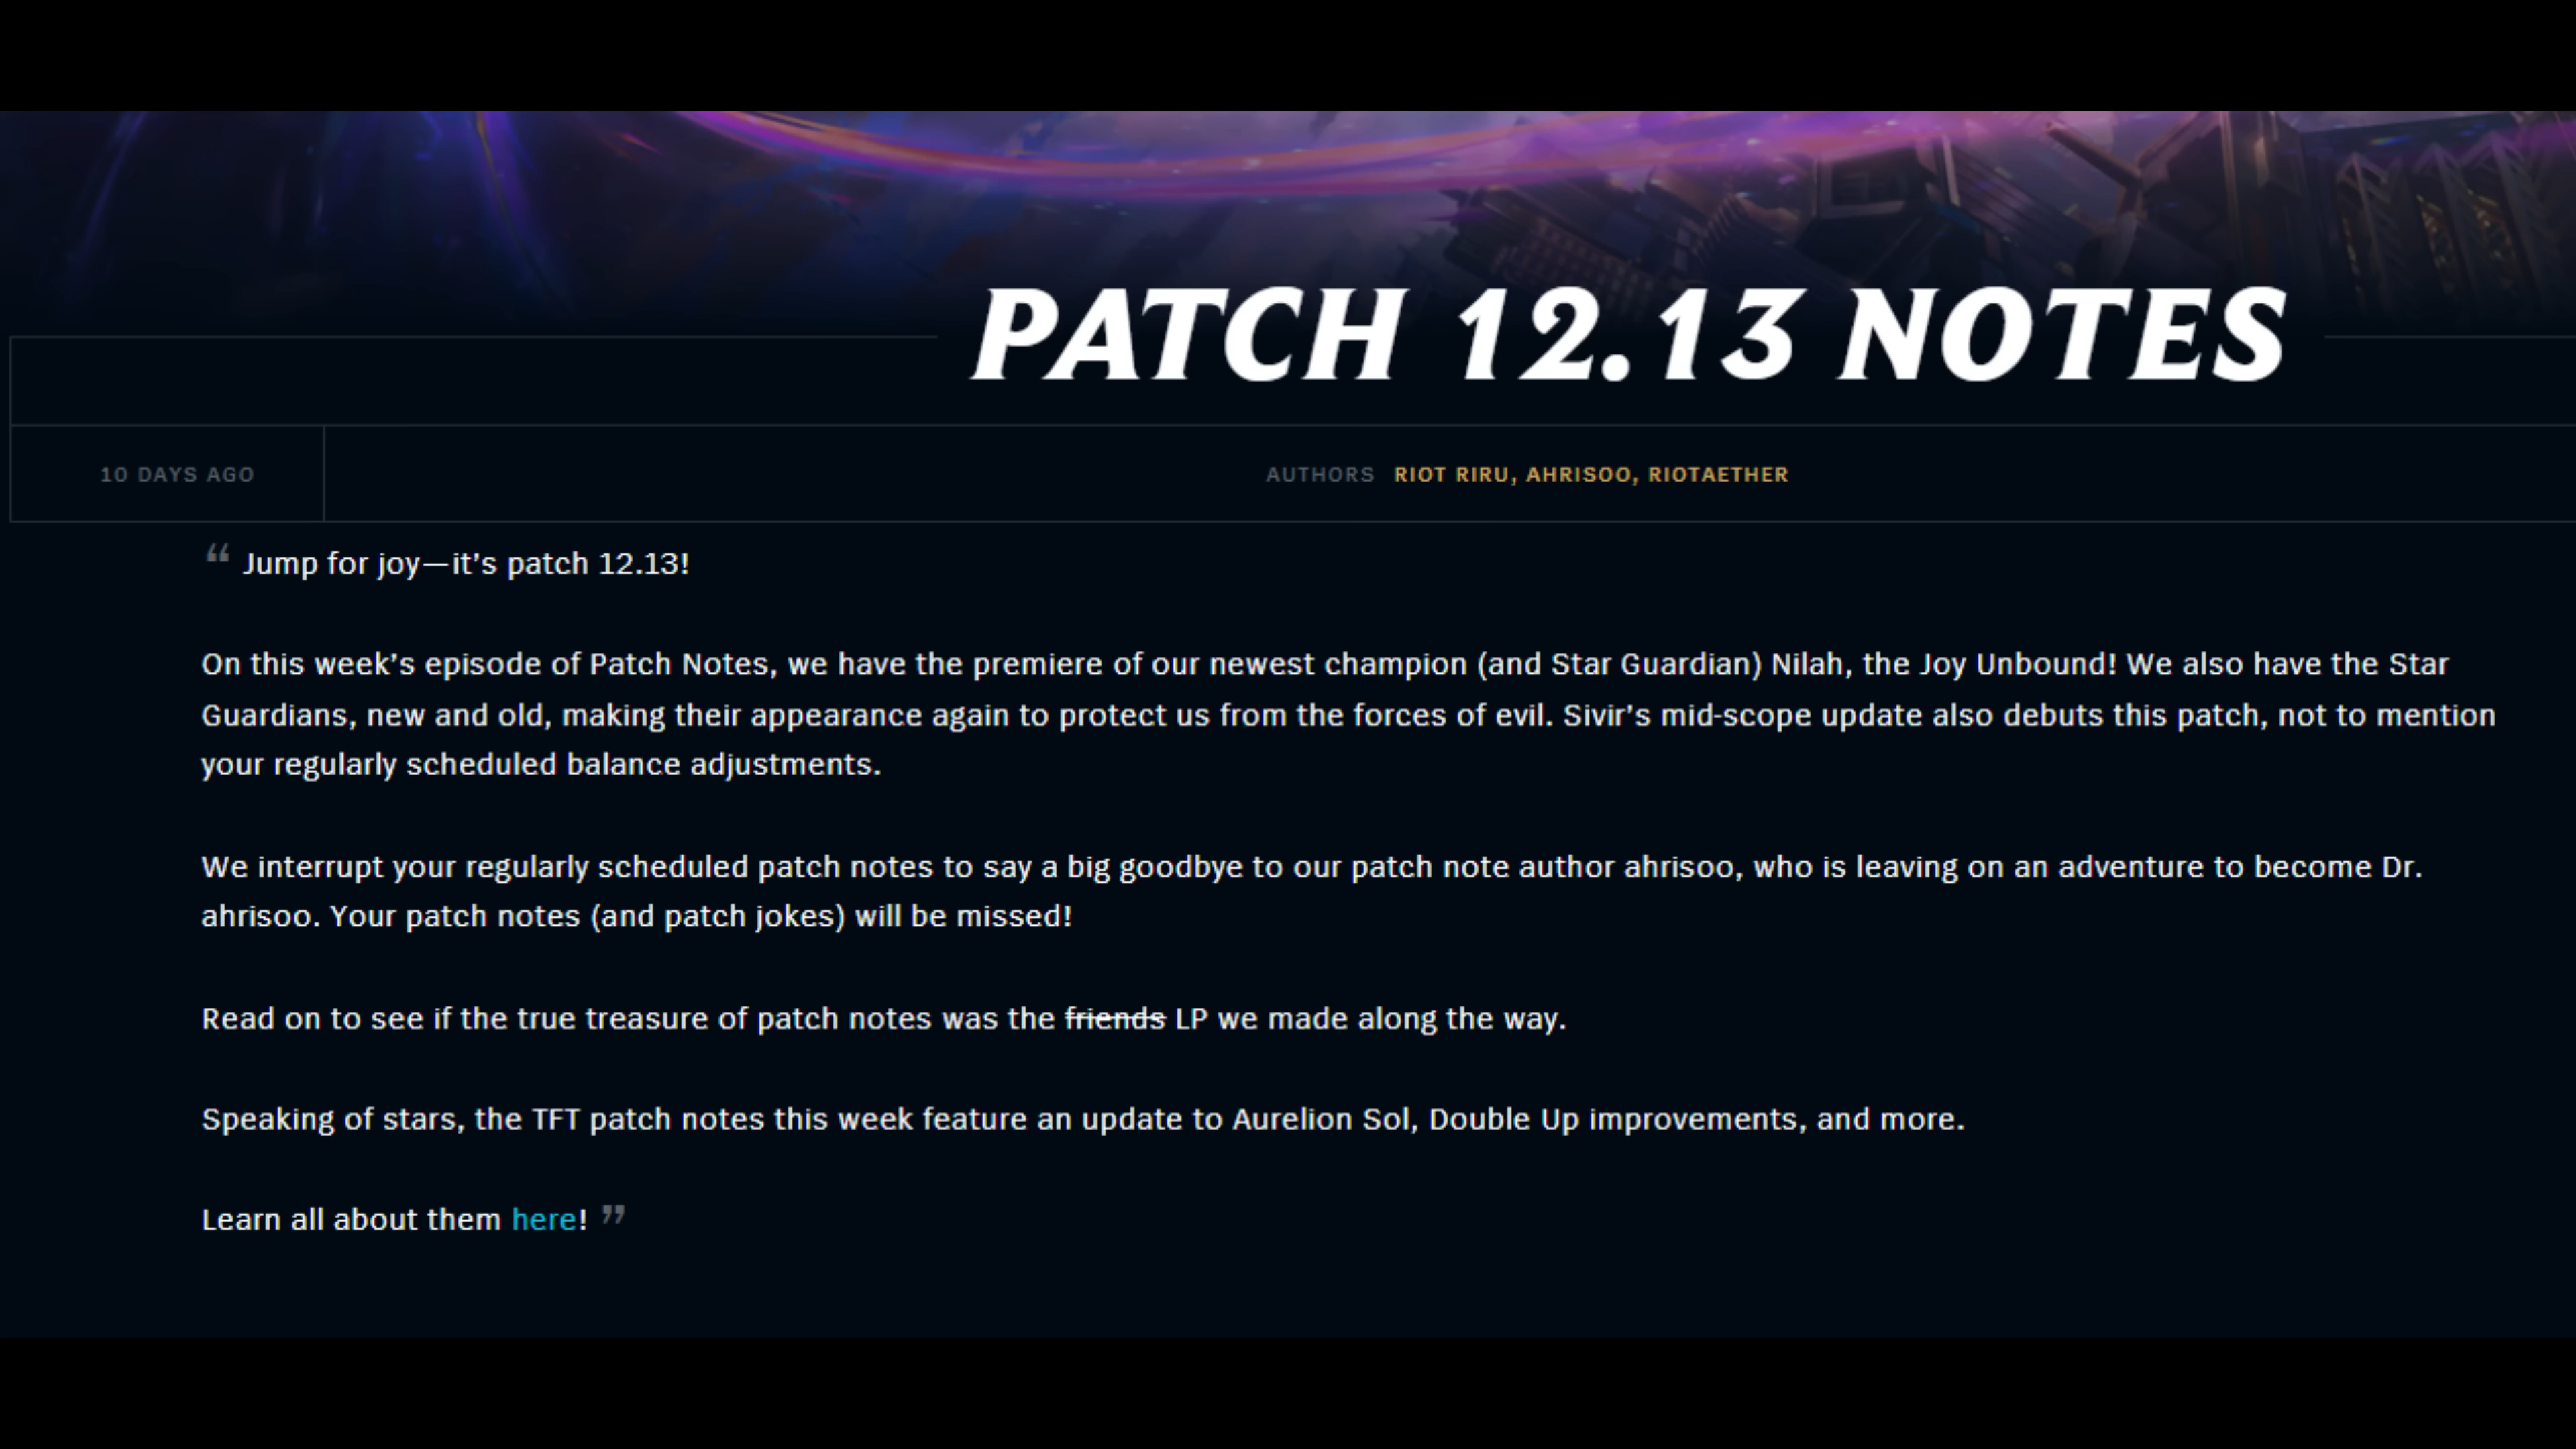 PATCH 12.13 NOTES
10 DAYS AGO
AUTHORS RIOT RIRU, AHRISOO, RIOTAETHER
“ Jump for joy—it’s patch 12.13!
On this week’s episode of Patch Notes, we have the premiere of our newest champion (and Star Guardian) Nilah, the Joy Unbound! We also have the Star
Guardians, new and old, making their appearance again to protect us from the forces of evil. Sivir’s mid-scope update also debuts this patch, not to mention
your regularly scheduled balance adjustments.
We interrupt your regularly scheduled patch notes to say a big goodbye to our patch note author ahrisoo, who is leaving on an adventure to become Dr.
ahrisoo. Your patch notes (and patch jokes) will be missed!
Read on to see if the true treasure of patch notes was the friends LP we made along the way.
Speaking of stars, the TFT patch notes this week feature an update to Aurelion Sol, Double Up improvements, and more.
Learn all about them here! ”